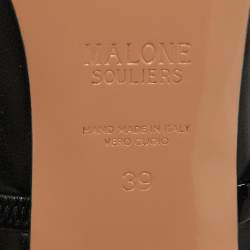 MALONE
SOULIERS
HAND MADE IN ITALY
VERO CUOIO
39